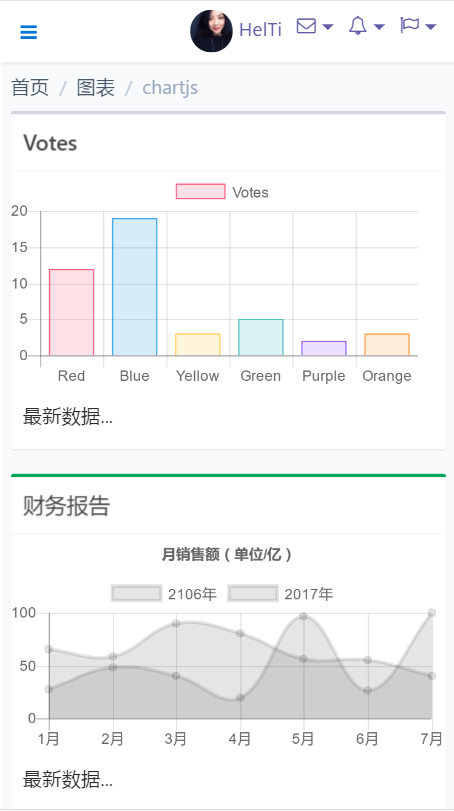 HelTi
首页 / 图表 / chartjs
Votes
Votes
20
15
10
5
0
Red Blue Yellow Green Purple Orange
最新数据...
财务报告
月销售额（单位/亿）
2106年 2017年
100
50
0
1月 2月 3月 4月 5月 6月 7月
最新数据...